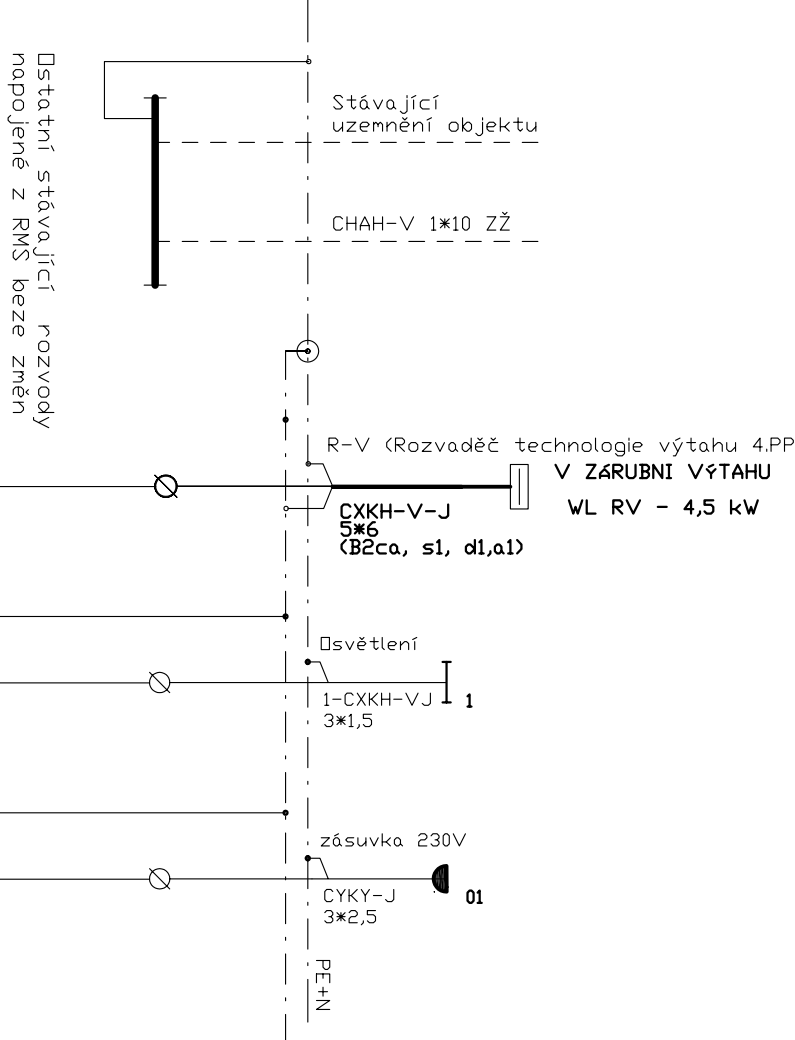 Ostatní stávající rozvody
napojené z RMS beze změn
Stávající
uzemnění objektu
CHAH-V 1*10 ZŽ
R-V (Rozvaděč technologie výtahu 4.PP
V ZÁRUBNI VÝTAHU
WL RV - 4,5 kW
CXKH-V-J
5*6
(B2ca, s1, d1,a1)
Osvětlení
1-CXKH-VJ
3*1,5
1
zásuvka 230V
CYKY-J
3*2,5
01
PE+N